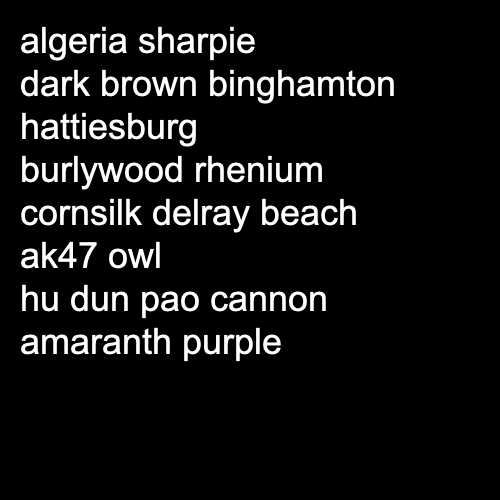 algeria sharpie
dark brown binghamton
hattiesburg
burlywood rhenium
cornsilk delray beach
ak47 owl
hu dun pao cannon
amaranth purple